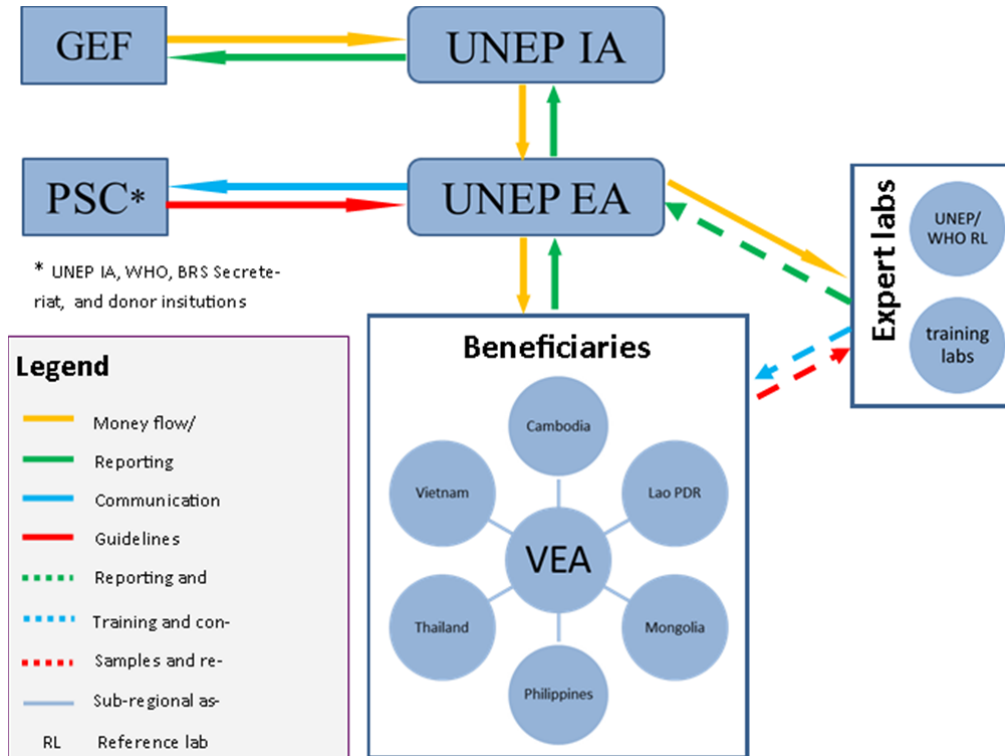 GEF
UNEP IA
PSC*
UNEP EA
* UNEP IA, WHO, BRS Secrete-
riat, and donor insitutions
Expert labs
UNEP/
WHO RL
training
labs
Legend
Money flow/
Reporting
Communication
Guidelines
Reporting and
Training and con-
Samples and re-
Sub-regional as-
RL Reference lab
Beneficiaries
Cambodia
Vietnam
Lao PDR
VEA
Thailand
Mongolia
Philippines